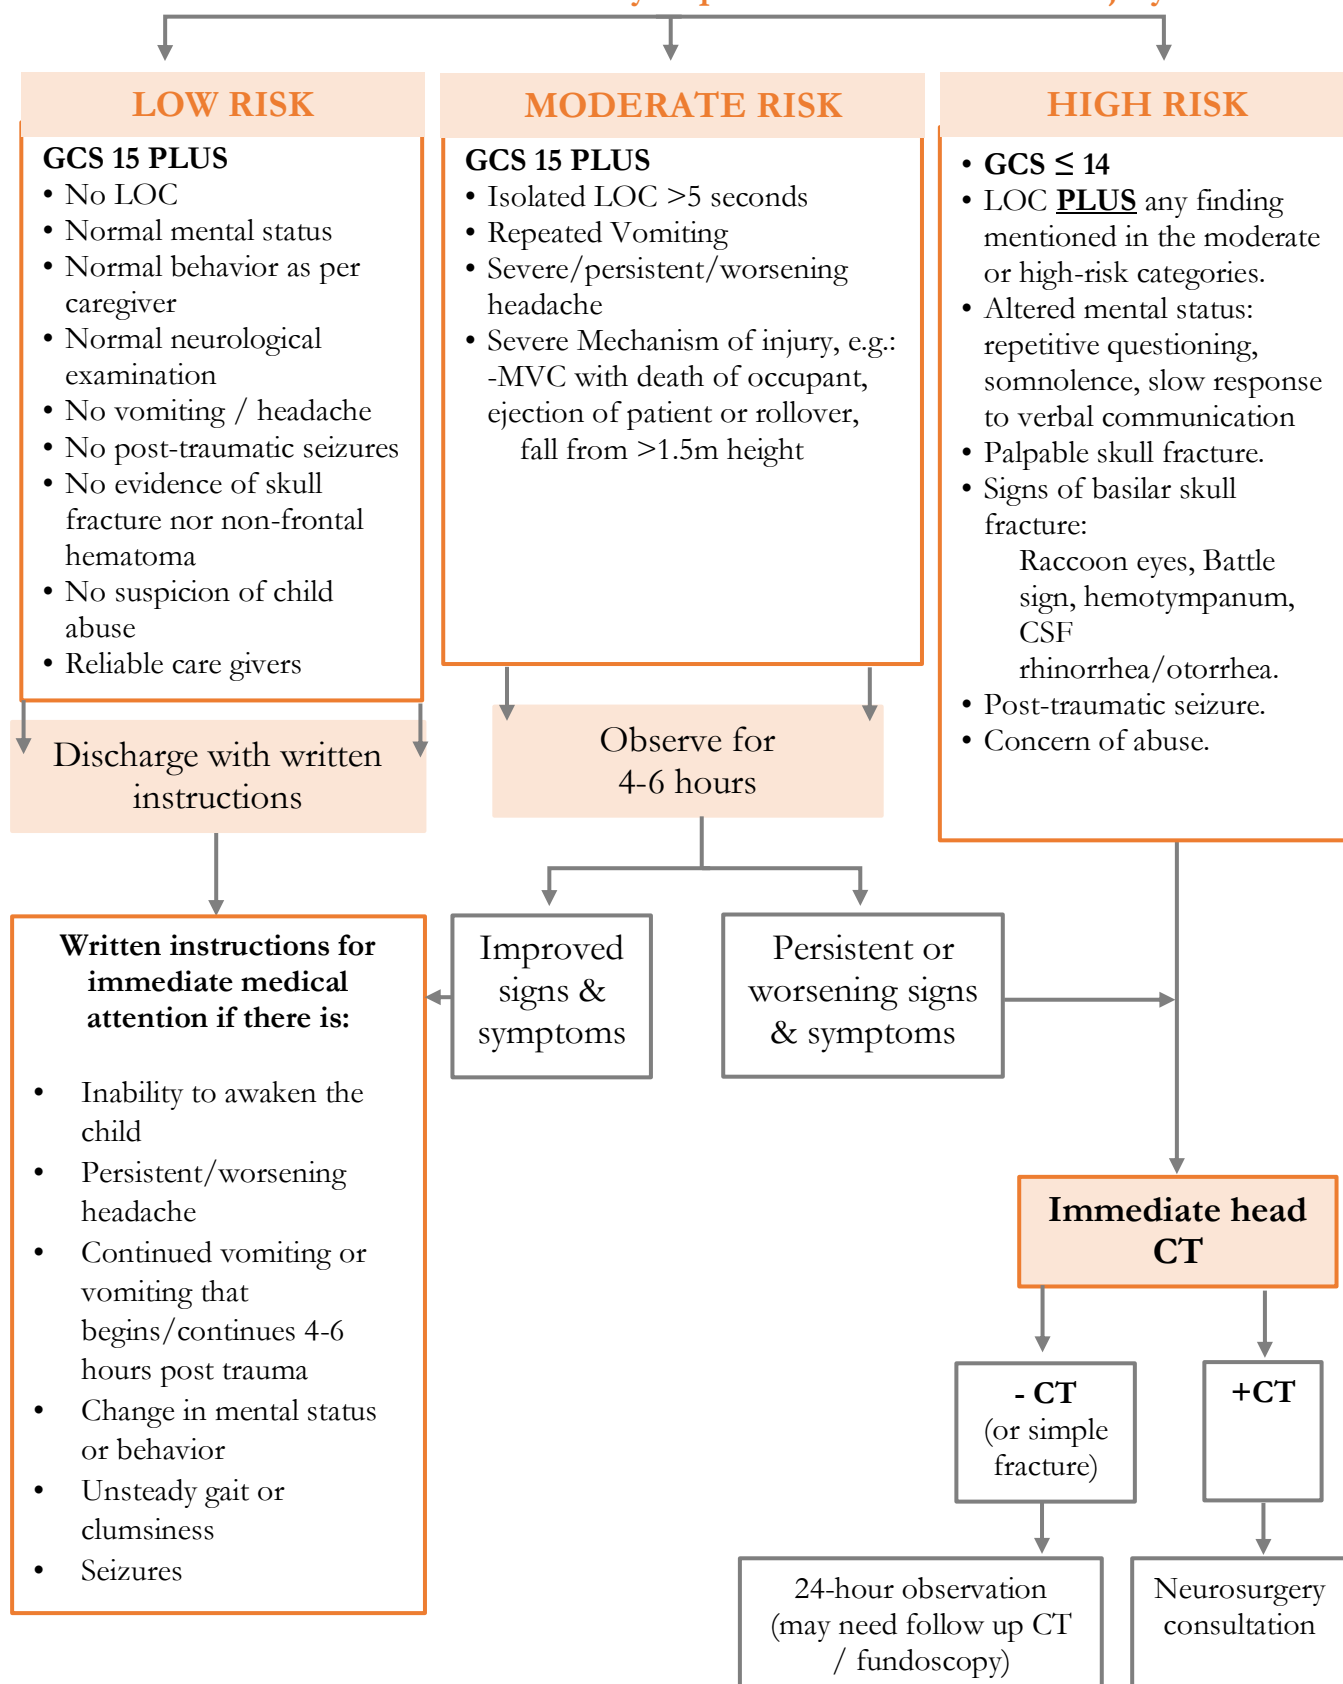 LOW RISK
GCS 15 PLUS
• No LOC
• Normal mental status
• Normal behavior as per
caregiver
• Normal neurological
examination
• No vomiting / headache
• No post-traumatic seizures
• No evidence of skull
fracture nor non-frontal
hematoma
• No suspicion of child
abuse
• Reliable care givers
MODERATE RISK
GCS 15 PLUS
• Isolated LOC >5 seconds
• Repeated Vomiting
• Severe/persistent/worsening
headache
• Severe Mechanism of injury, e.g.:
-MVC with death of occupant,
ejection of patient or rollover,
fall from >1.5m height
HIGH RISK
• GCS ≤ 14
• LOC PLUS any finding
mentioned in the moderate
or high-risk categories.
• Altered mental status:
repetitive questioning,
somnolence, slow response
to verbal communication
• Palpable skull fracture.
• Signs of basilar skull
fracture:
Raccoon eyes, Battle
sign, hemotympanum,
CSF
rhinorrhea/otorrhea.
• Post-traumatic seizure.
• Concern of abuse.
Discharge with written
instructions
Observe for
4-6 hours
Written instructions for
immediate medical
attention if there is:
• Inability to awaken the
child
• Persistent/worsening
headache
• Continued vomiting or
vomiting that
begins/continues 4-6
hours post trauma
• Change in mental status
or behavior
• Unsteady gait or
clumsiness
• Seizures
Improved
signs &
symptoms
Persistent or
worsening signs
& symptoms
Immediate head
CT
- CT
(or simple
fracture)
+CT
24-hour observation
(may need follow up CT
/ fundoscopy)
Neurosurgery
consultation